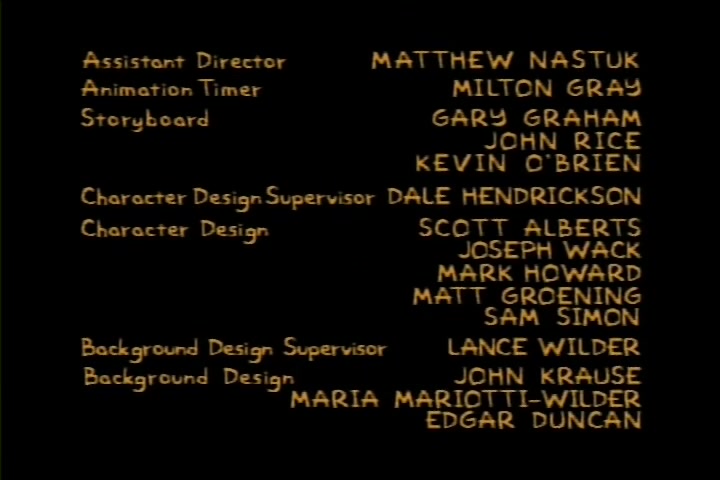 Assistant Director MATTHEW NASTUK
Animation Timer MILTON GRAY
Storyboard GARY GRAHAM
JOHN RICE
KEVIN O'BRIEN
Character Design Supervisor DALE HENDRICKSON
Character Design SCOTT ALBERTS
JOSEPH WACK
MARK HOWARD
MATT GROENING
SAM SIMON
Background Design Supervisor LANCE WILDER
Background Design JOHN KRAUSE
MARIA MARIOTTI-WILDER
EDGAR DUNCAN